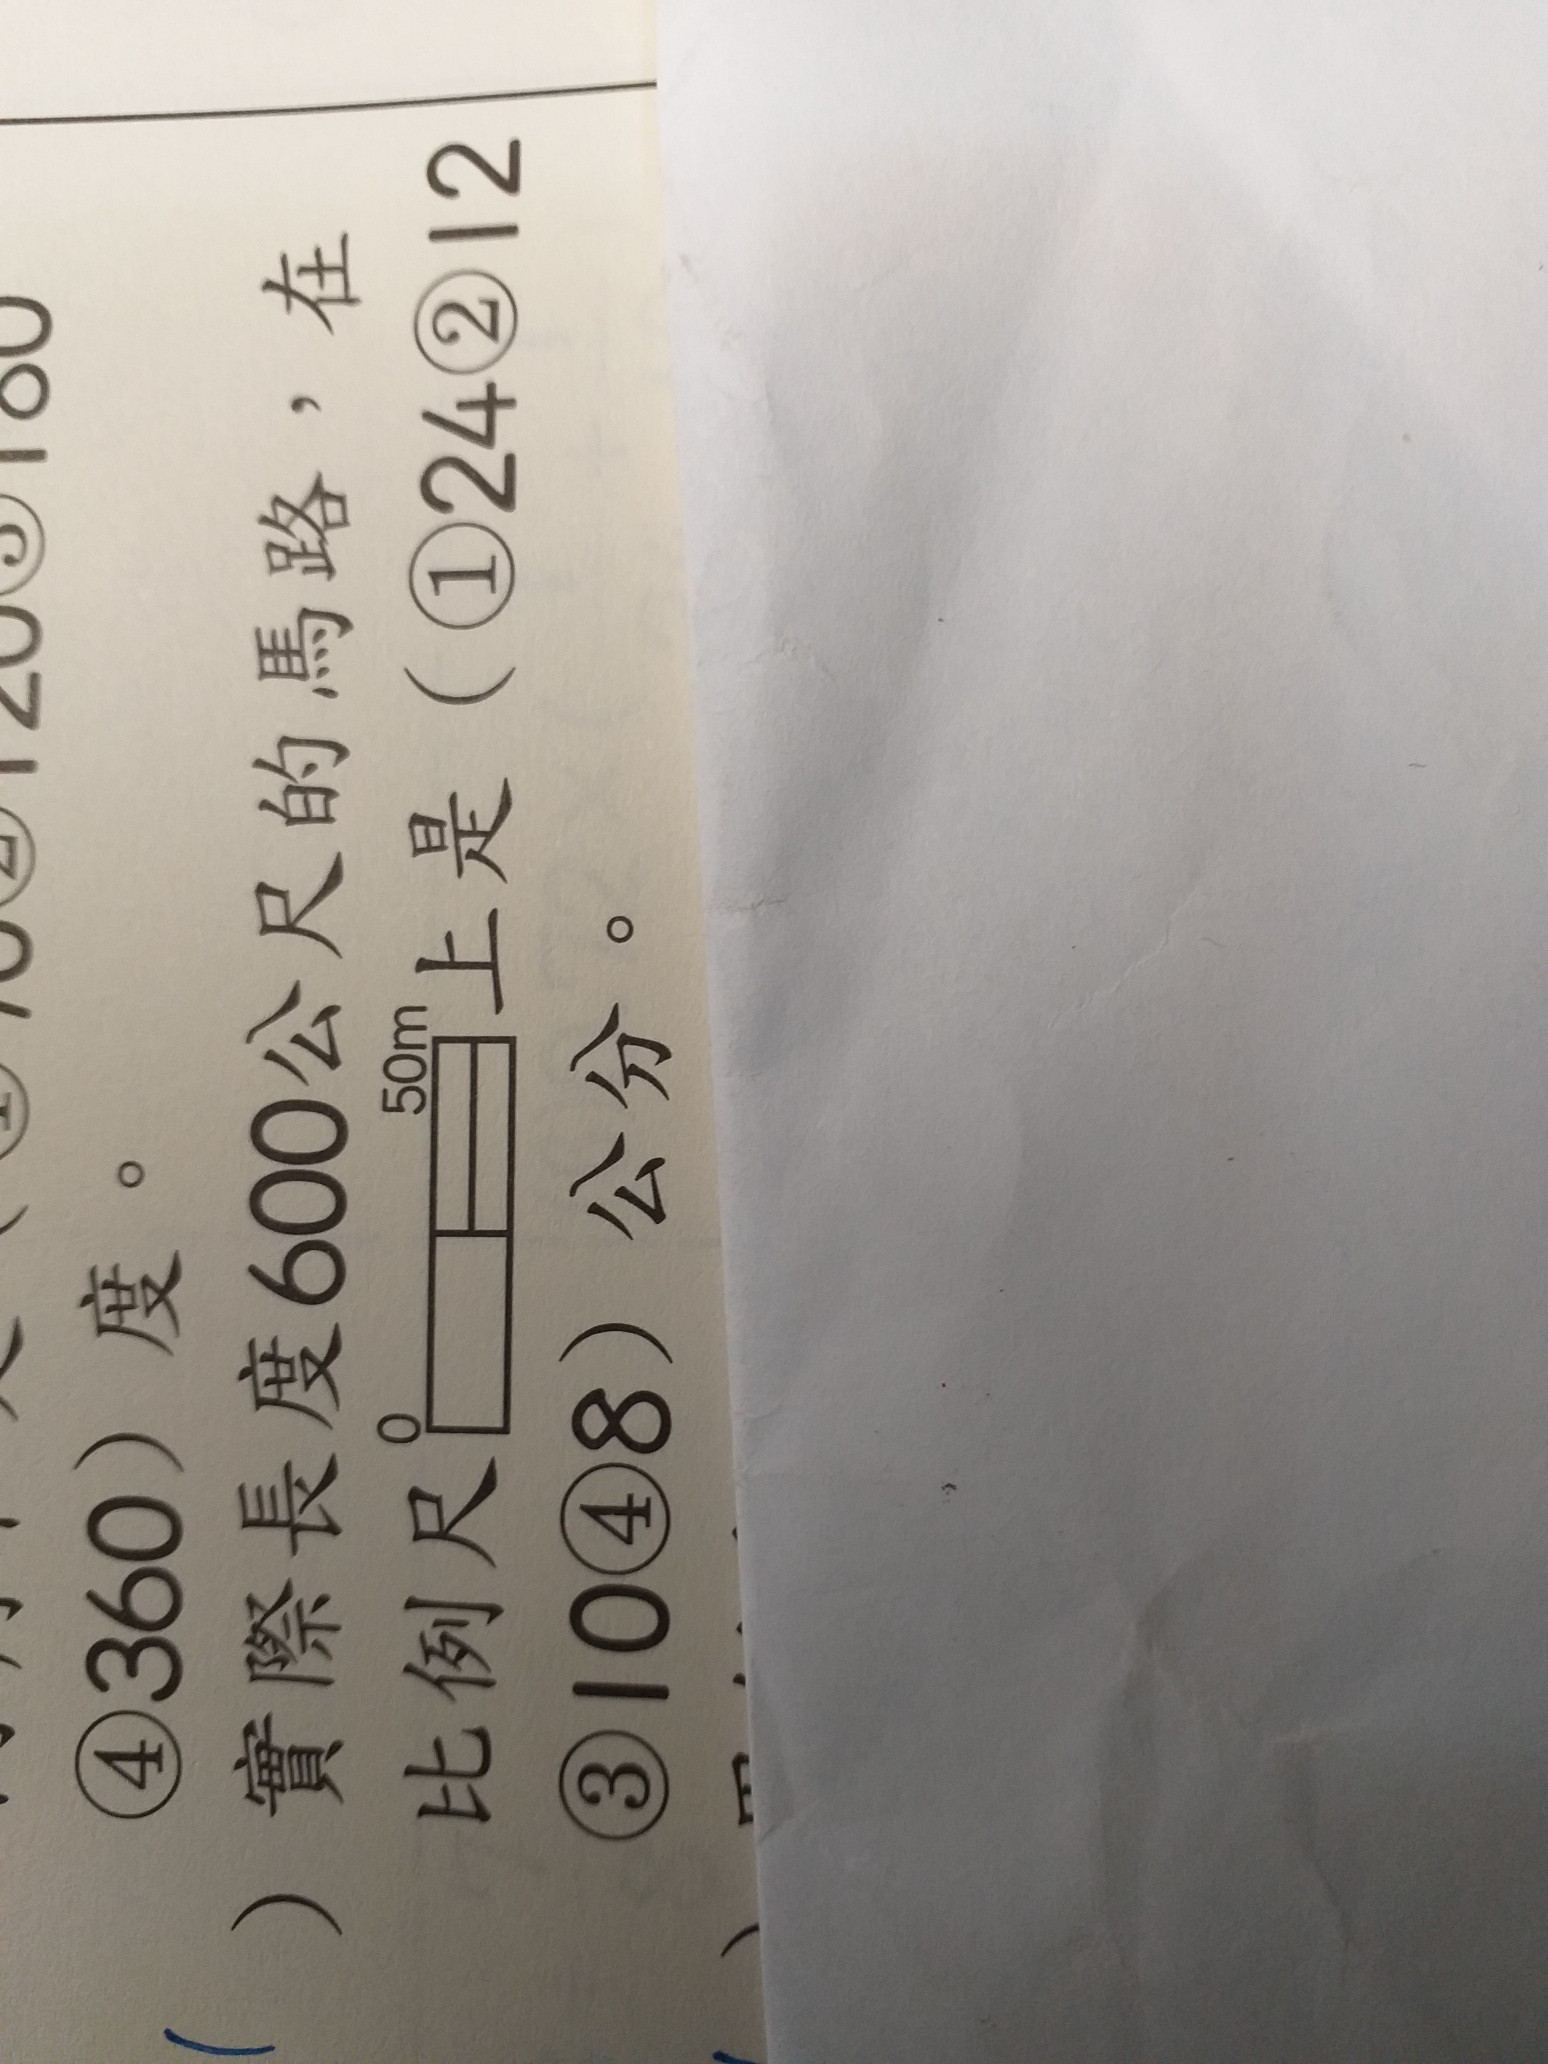 ④360）度。
（ ）實際長度600公尺的馬路，在
0 50m
比例尺 上是（①24②12
③10④8）公分。